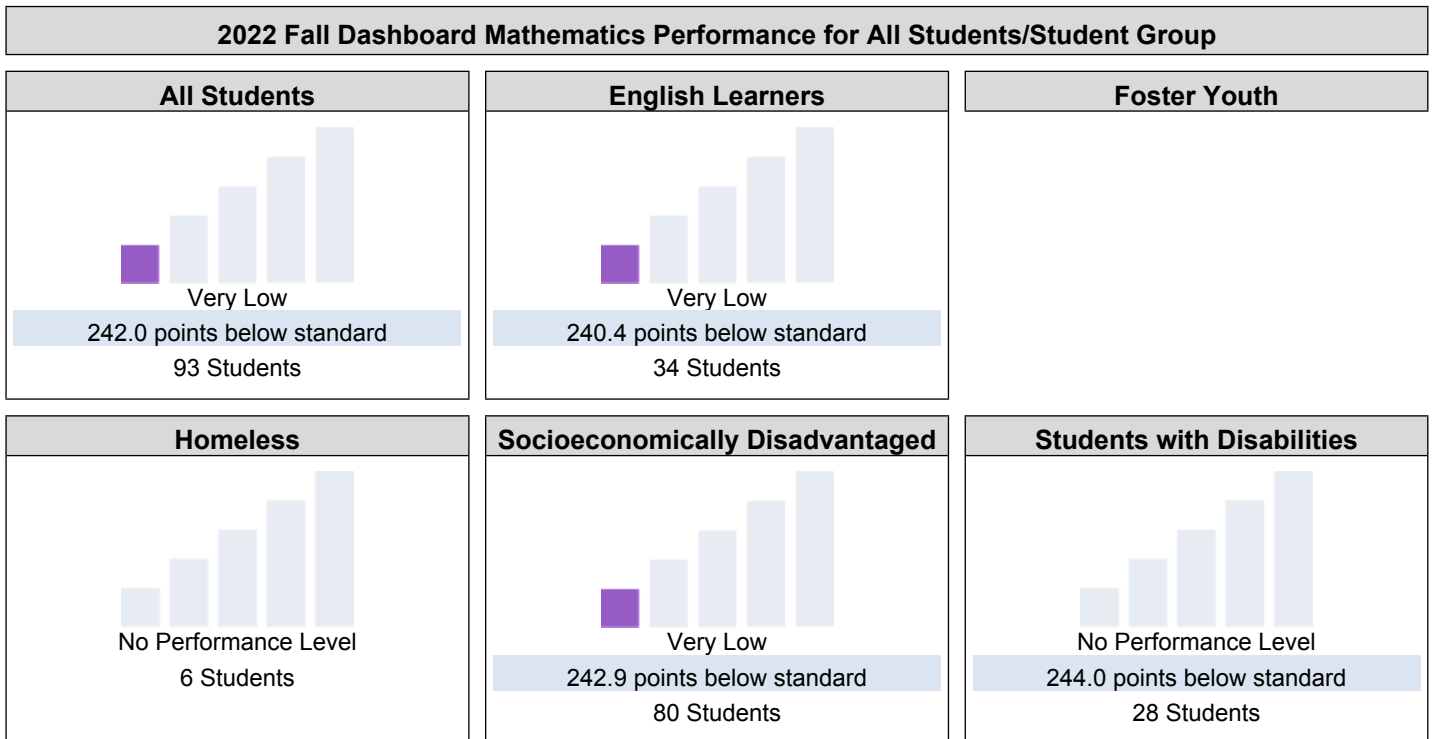 2022 Fall Dashboard Mathematics Performance for All Students/Student Group
All Students
Very Low
242.0 points below standard
93 Students
English Learners
Very Low
240.4 points below standard
34 Students
Foster Youth
Homeless
No Performance Level
6 Students
Socioeconomically Disadvantaged
Very Low
242.9 points below standard
80 Students
Students with Disabilities
No Performance Level
244.0 points below standard
28 Students